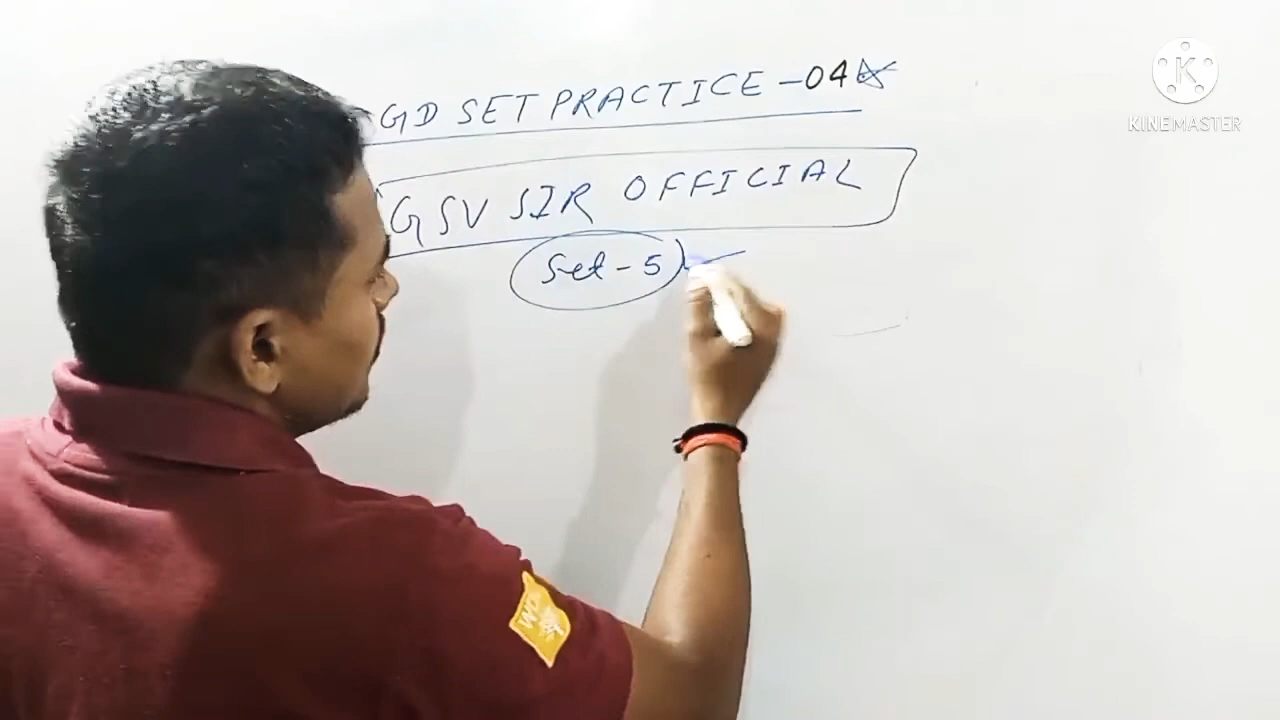 GD SET PRACTICE - 04
GSV SIR OFFICIAL
Set - 5
KINEMASTER